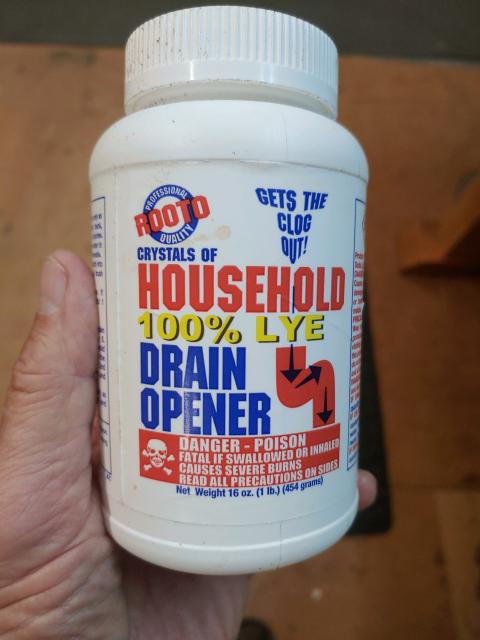 PROFESSIONAL
ROOTO
QUALITY
GETS THE
CLOG
OUT!
CRYSTALS OF
HOUSEHOLD
100% LYE
DRAIN
OPENER
DANGER - POISON
FATAL IF SWALLOWED OR INHALED
CAUSES SEVERE BURNS
READ ALL PRECAUTIONS ON SIDES
Net Weight 16 oz. (1 lb.) (454 grams)